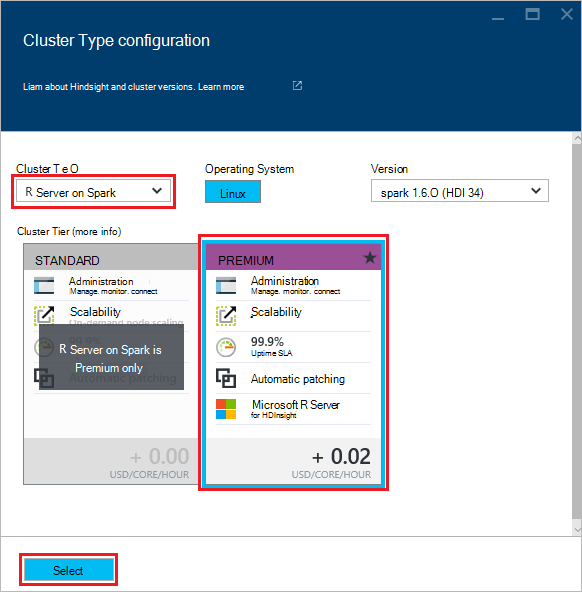 Cluster Type configuration
Liam about Hindsight and cluster versions. Learn more
Cluster T e O
Operating System
Version
R Server on Spark
Linux
spark 1.6.O (HDI 34)
Cluster Tier (more info)
STANDARD
Administration
Manage. monitor. connect
Scalability
On-demand node scaling
99.9%
R Server on Spark is
Premium only
Automatic patching
+ 0.00
USD/CORE/HOUR
PREMIUM
Administration
Manage. monitor. connect
Scalability
99.9%
Uptime SLA
Automatic patching
Microsoft R Server
for HDInsight
+ 0.02
USD/CORE/HOUR
Select